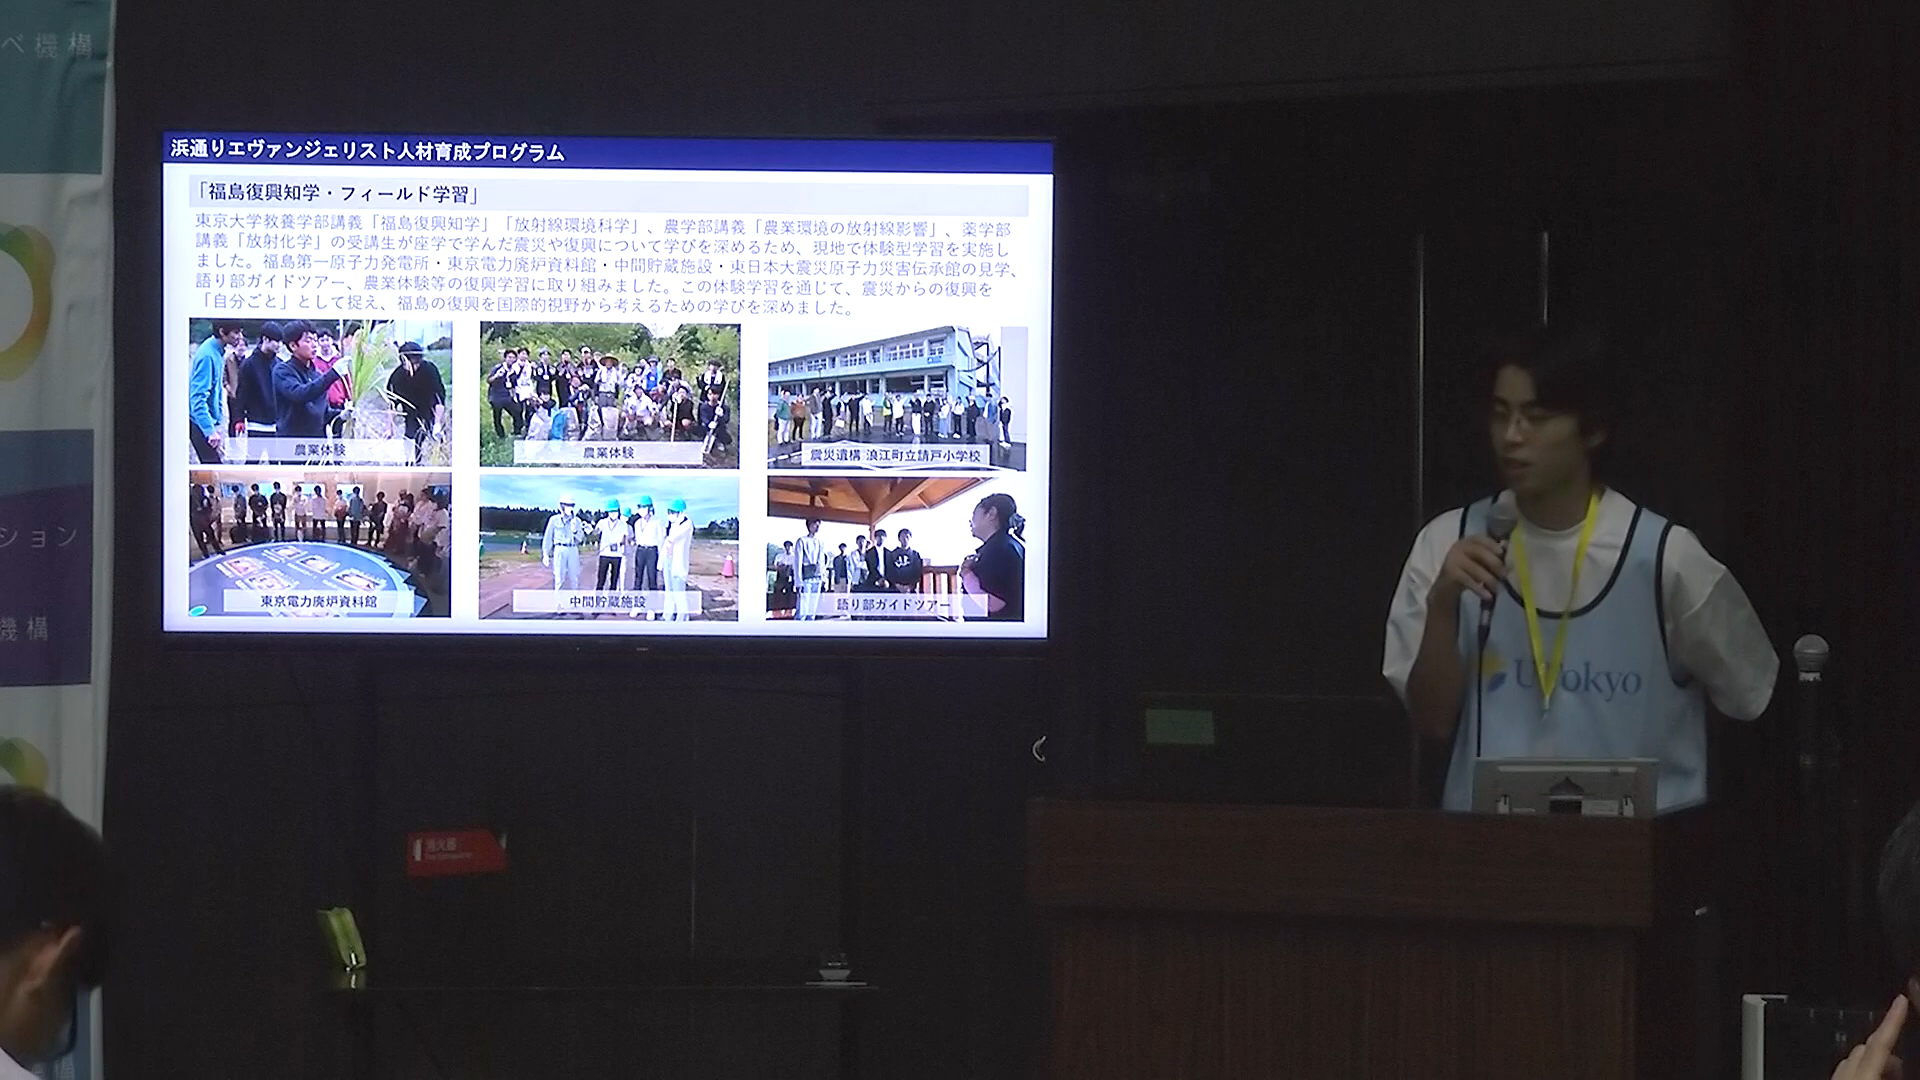 ペ機構
ション
機構
浜通りエヴァンジェリスト人材育成プログラム
「福島復興知学・フィールド学習」
東京大学教養学部講義「福島復興知学」「放射線環境科学」、農学部講義「農業環境の放射線影響」、薬学部
講義「放射化学」の受講生が座学で学んだ震災や復興について学びを深めるため、現地で体験型学習を実施し
ました。福島第一原子力発電所・東京電力廃炉資料館・中間貯蔵施設・東日本大震災原子力災害伝承館の見学、
語り部ガイドツアー、農業体験等の復興学習に取り組みました。この体験学習を通じて、震災からの復興を
「自分ごと」として捉え、福島の復興を国際的視野から考えるための学びを深めました。
農業体験
農業体験
震災遺構 浪江町立請戸小学校
東京電力廃炉資料館
中間貯蔵施設
語り部ガイドツアー
UTokyo
消火器